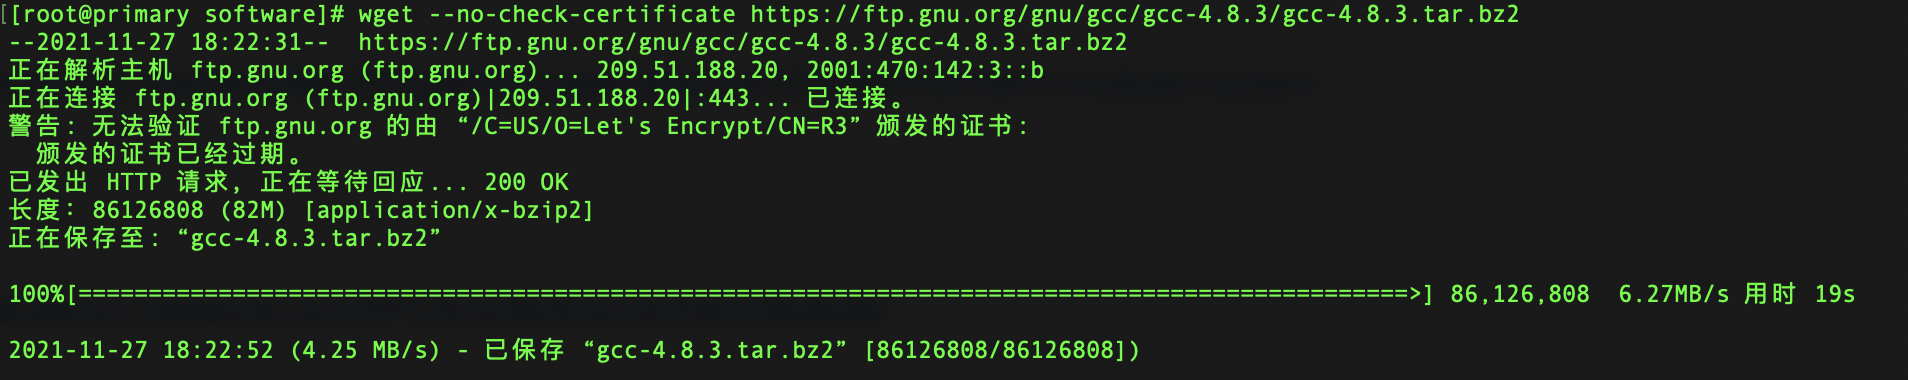 [[root@primary software]# wget --no-check-certificate https://ftp.gnu.org/gnu/gcc/gcc-4.8.3/gcc-4.8.3.tar.bz2
--2021-11-27 18:22:31--  https://ftp.gnu.org/gnu/gcc/gcc-4.8.3/gcc-4.8.3.tar.bz2
正在解析主机 ftp.gnu.org (ftp.gnu.org)... 209.51.188.20, 2001:470:142:3::b
正在连接 ftp.gnu.org (ftp.gnu.org)|209.51.188.20|:443... 已连接。
警告: 无法验证 ftp.gnu.org 的由 “/C=US/O=Let's Encrypt/CN=R3” 颁发的证书:
  颁发的证书已经过期。
已发出 HTTP 请求，正在等待回应... 200 OK
长度：86126808 (82M) [application/x-bzip2]
正在保存至: “gcc-4.8.3.tar.bz2”
100%[===============================================================================================>] 86,126,808  6.27MB/s 用时 19s
2021-11-27 18:22:52 (4.25 MB/s) - 已保存 “gcc-4.8.3.tar.bz2” [86126808/86126808])